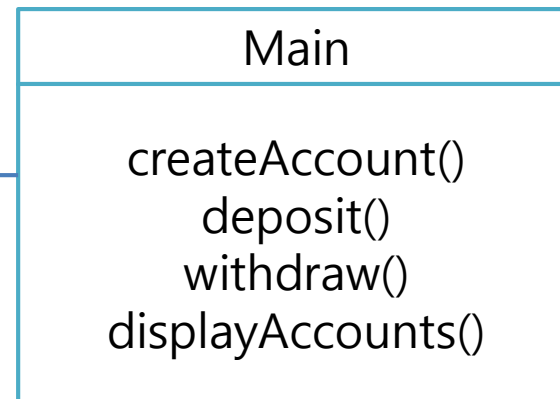 Main
createAccount()
deposit()
withdraw()
displayAccounts()